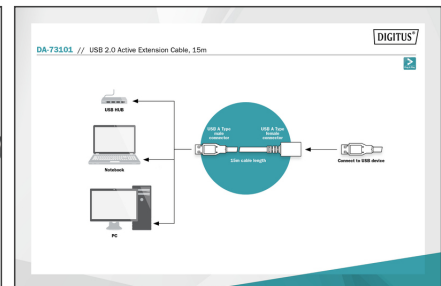 DIGITUS®
DA-73101 // USB 2.0 Active Extension Cable, 15m
USB HUB
USB A Type
male
connector
USB A Type
female
connector
15m cable length
Notebook
Connect to USB device
PC